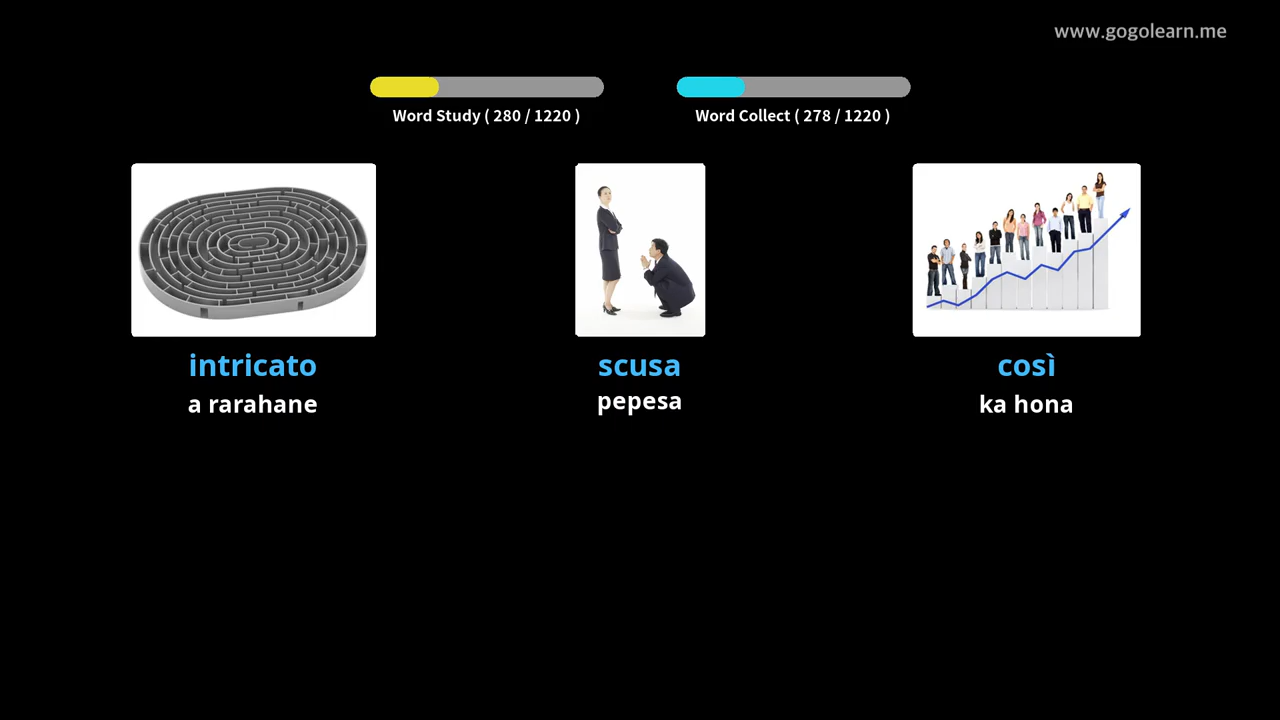 www.gogolearn.me
Word Study ( 280 / 1220 )
Word Collect ( 278 / 1220 )
intricato
scusa
così
a rarahane
pepesa
ka hona